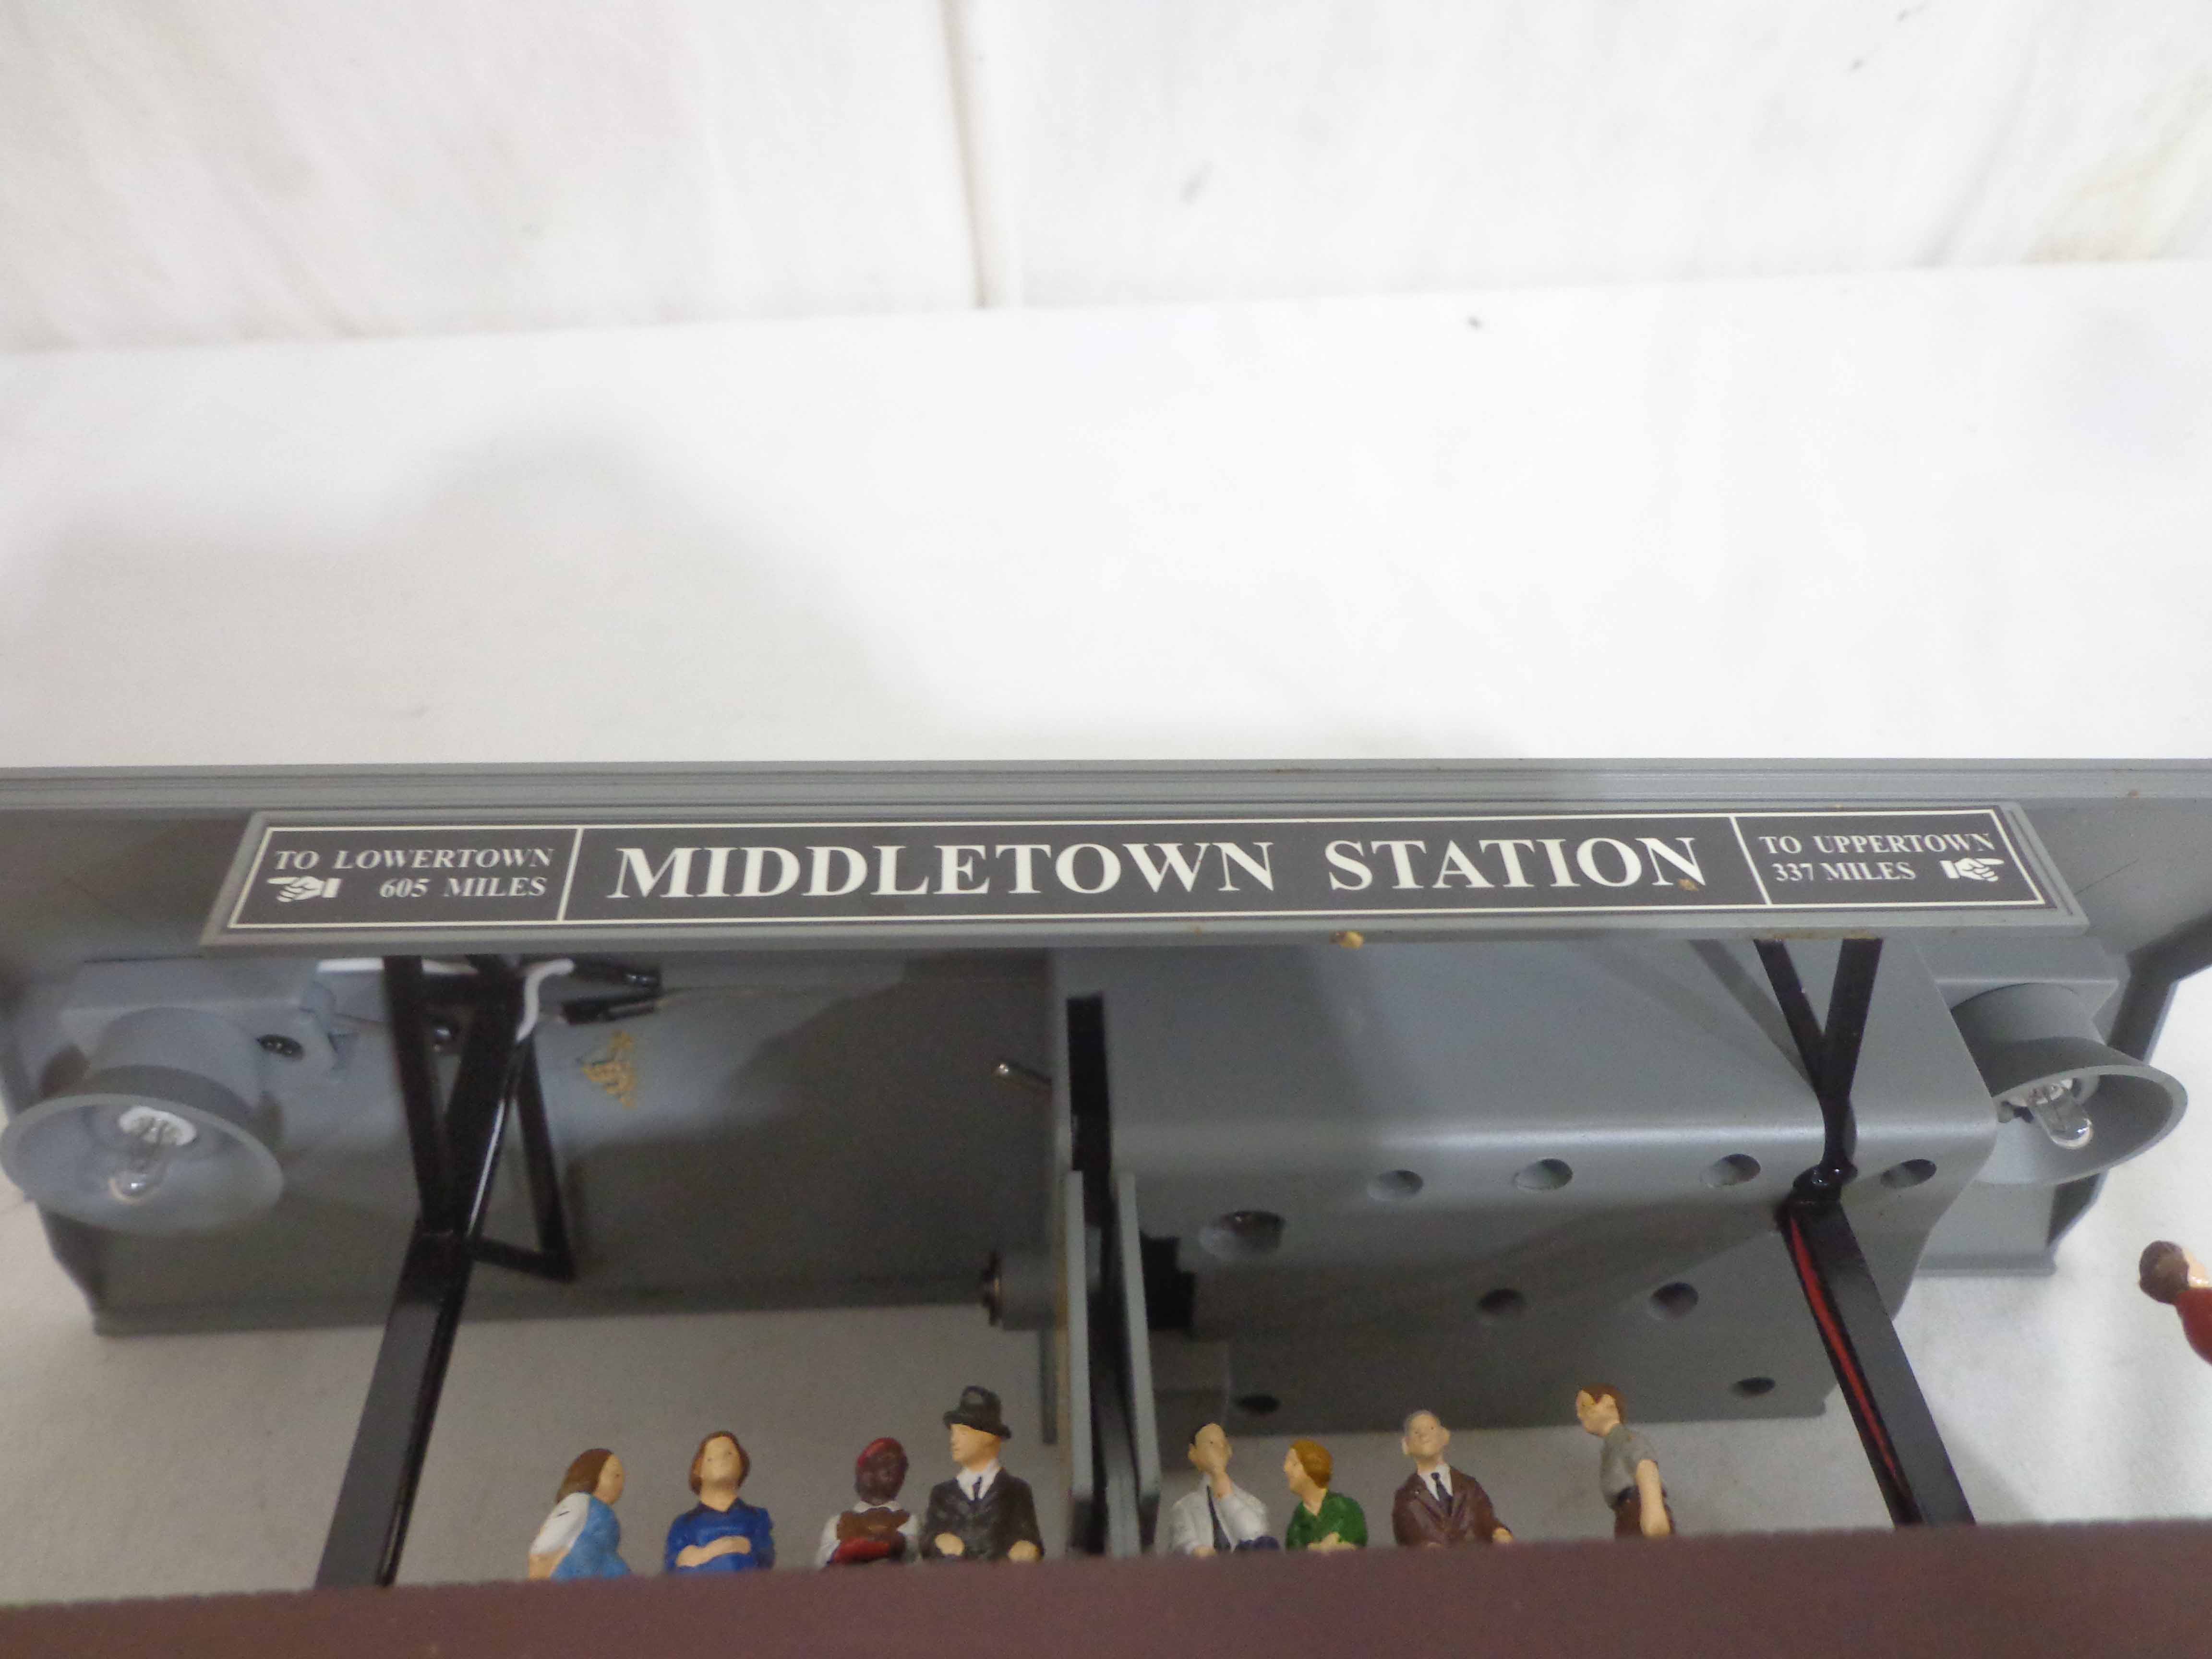 TO LOWERTOWN
605 MILES
MIDDLETOWN STATION
TO UPPERTOWN
337 MILES